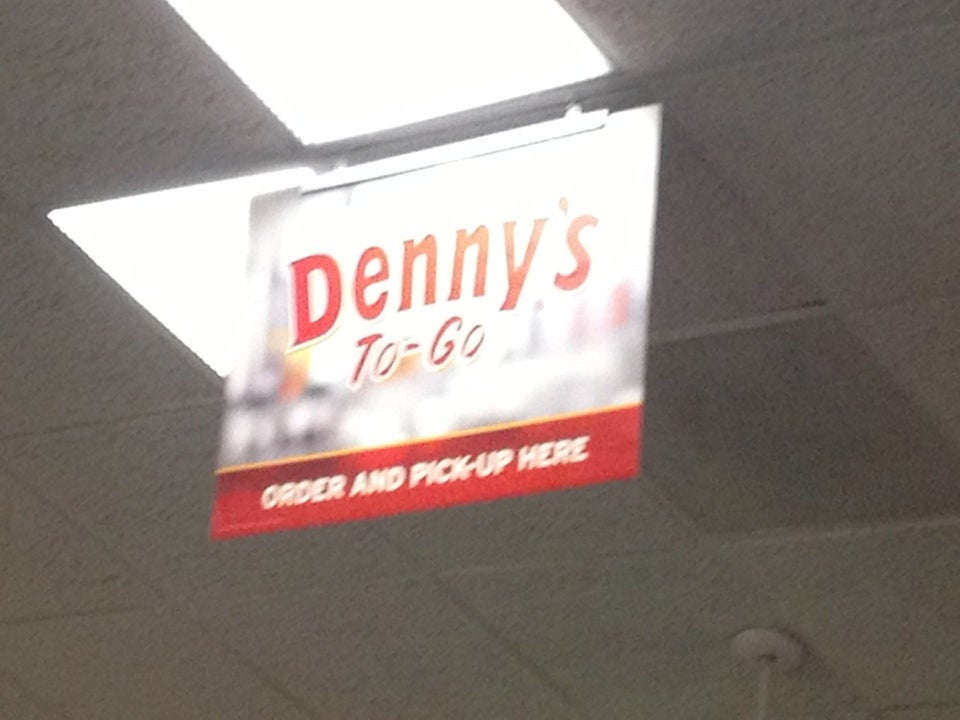 Denny's
To-Go
ORDER AND PICK-UP HERE